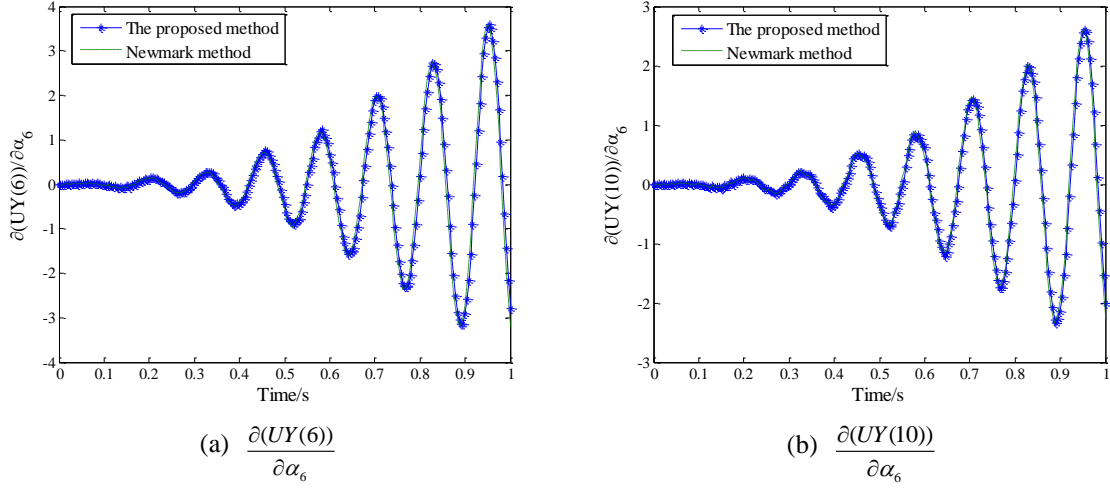 The proposed method
Newmark method
4
3
2
1
0
-1
-2
-3
-4
∂(UY(6))/∂α₆
0 0.1 0.2 0.3 0.4 0.5 0.6 0.7 0.8 0.9 1
Time/s
(a) ∂(UY(6))/∂α₆
The proposed method
Newmark method
3
2
1
0
-1
-2
-3
∂(UY(10))/∂α₆
0 0.1 0.2 0.3 0.4 0.5 0.6 0.7 0.8 0.9 1
Time/s
(b) ∂(UY(10))/∂α₆